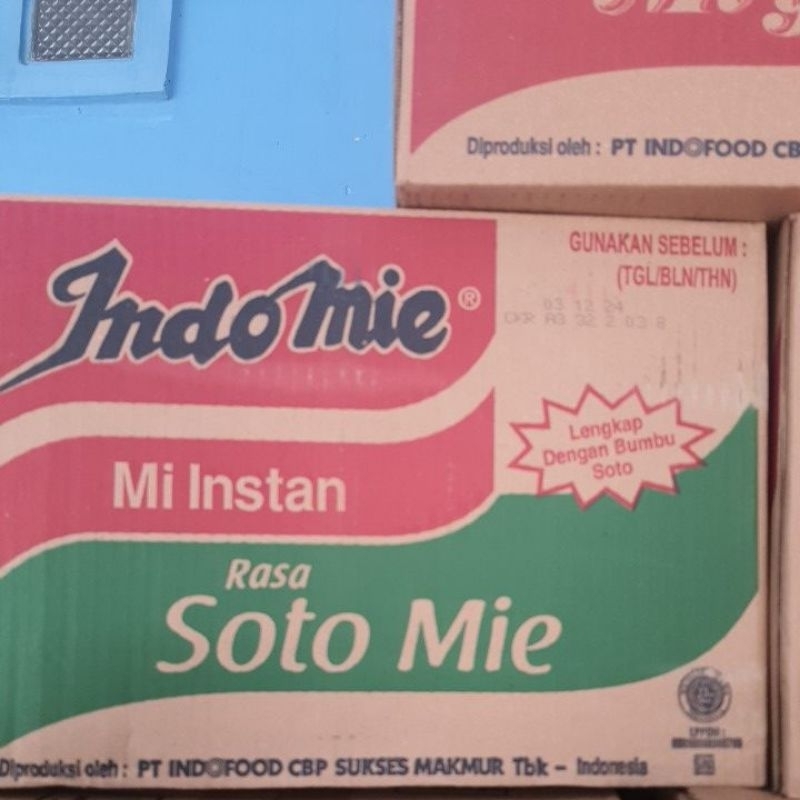 Diproduksi oleh : PT INDOFOOD CB
Indomie®
GUNAKAN SEBELUM :
(TGL/BLN/THN)
03 12 24
Lengkap
Dengan Bumbu
Soto
Mi Instan
Rasa
Soto Mie
Diproduksi oleh : PT INDOFOOD CBP SUKSES MAKMUR Tbk – Indonesia